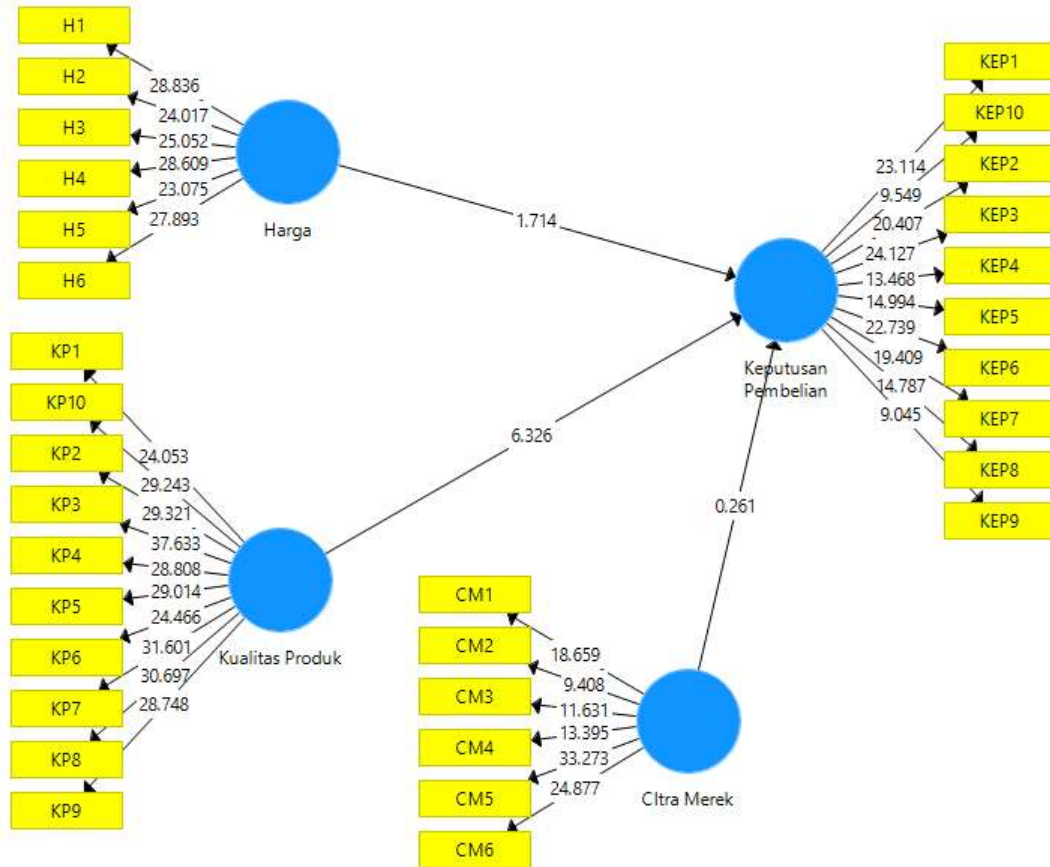 H1
H2
H3
H4
H5
H6
28.836
24.017
25.052
28.609
23.075
27.893
Harga
1.714
KEP1
KEP10
KEP2
KEP3
KEP4
KEP5
KEP6
KEP7
KEP8
KEP9
23.114
9.549
20.407
24.127
13.468
14.994
22.739
19.409
14.787
9.045
Keputusan
Pembelian
KP1
KP10
KP2
KP3
KP4
KP5
KP6
KP7
KP8
KP9
24.053
29.243
29.321
37.633
28.808
29.014
24.466
31.601
30.697
28.748
Kualitas Produk
6.326
0.261
CM1
CM2
CM3
CM4
CM5
CM6
18.659
9.408
11.631
13.395
33.273
24.877
CItra Merek